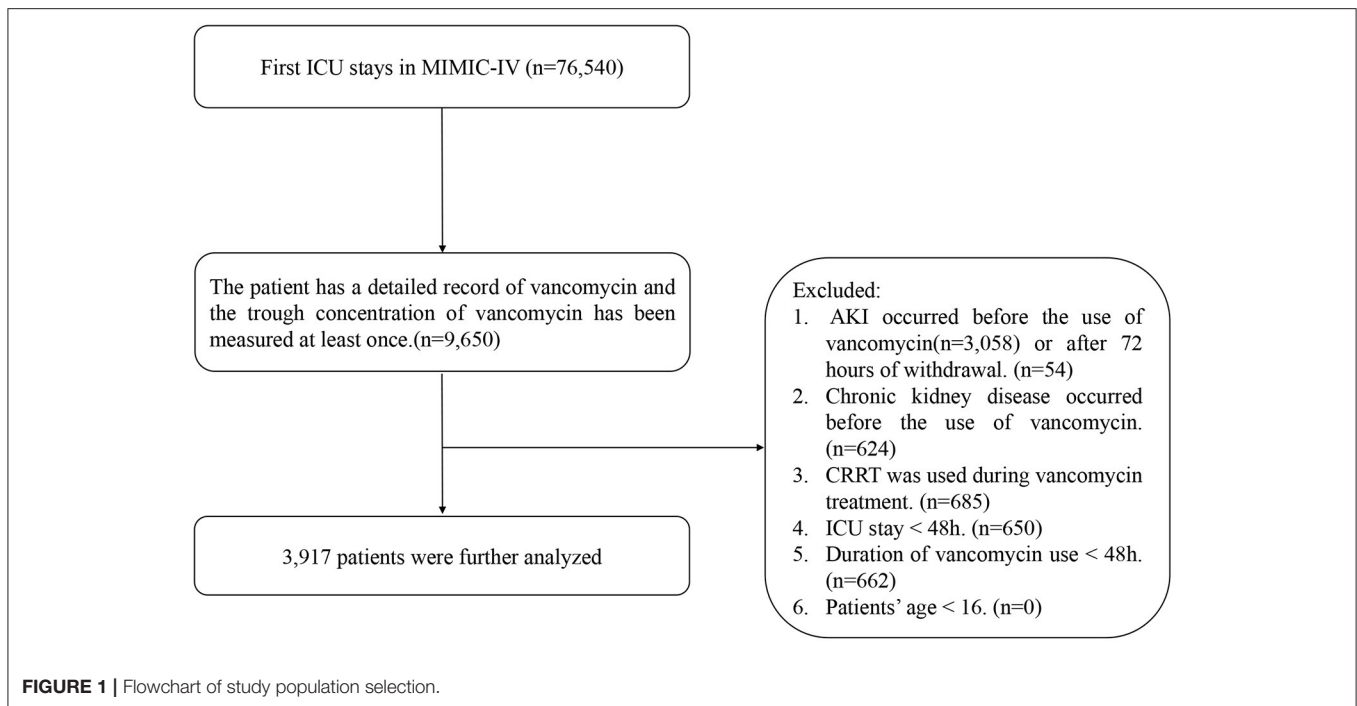 First ICU stays in MIMIC-IV (n=76,540)
The patient has a detailed record of vancomycin and
the trough concentration of vancomycin has been
measured at least once.(n=9,650)
Excluded:
1. AKI occurred before the use of
vancomycin(n=3,058) or after 72
hours of withdrawal. (n=54)
2. Chronic kidney disease occurred
before the use of vancomycin.
(n=624)
3. CRRT was used during vancomycin
treatment. (n=685)
4. ICU stay < 48h. (n=650)
5. Duration of vancomycin use < 48h.
(n=662)
6. Patients’ age < 16. (n=0)
3,917 patients were further analyzed
FIGURE 1 | Flowchart of study population selection.